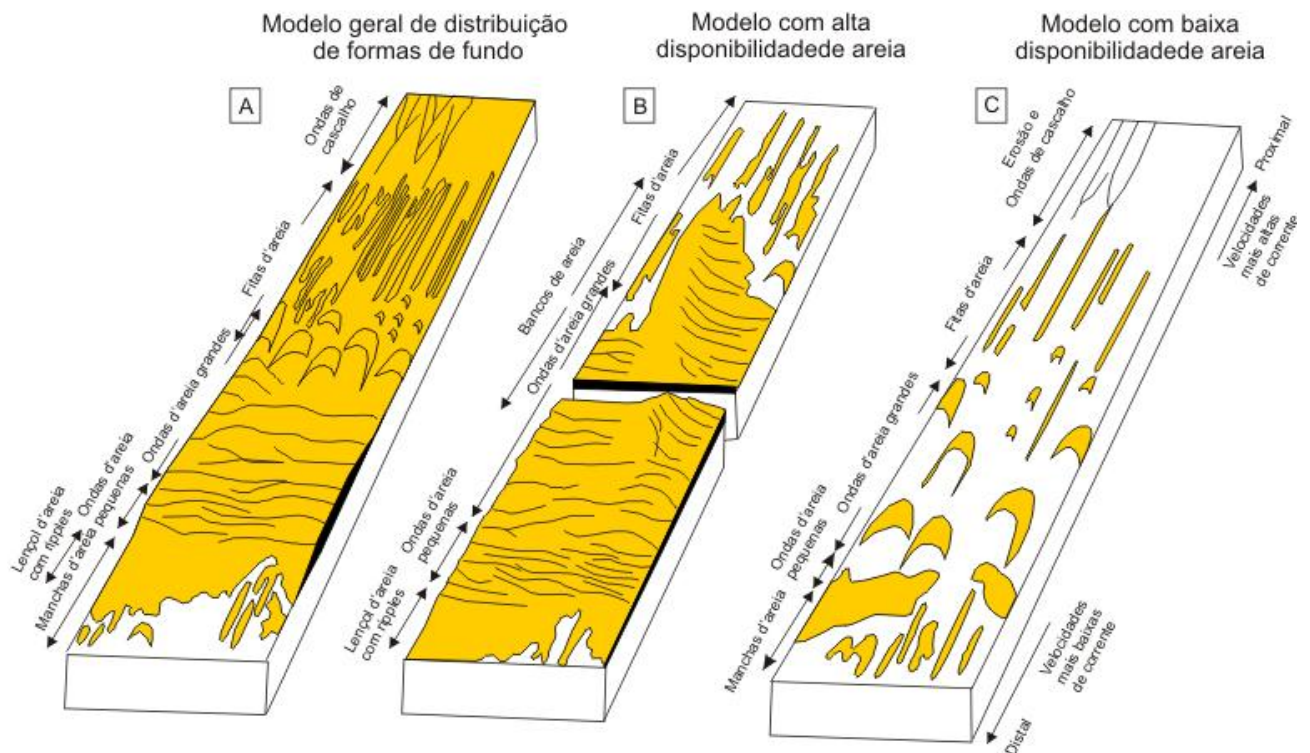 Modelo geral de distribuição
de formas de fundo
Modelo com alta
disponibilidadede areia
Modelo com baixa
disponibilidadede areia
A
Ondas de
cascalho
Fitas d'areia
Ondas d'areia grandes
Ondas d'areia
pequenas
Lençol d'areia
com ripples
Manchas d'areia
B
Fitas d'areia
Bancos de areia
Ondas d'areia grandes
Ondas d'areia
pequenas
Lençol d'areia
com ripples
C
Erosão e
Ondas de cascalho
Fitas d'areia
Ondas d'areia grandes
Ondas d'areia
pequenas
Manchas d'areia
Proximal
Velocidades
mais altas
de corrente
Velocidades
mais baixas
de corrente
Distal